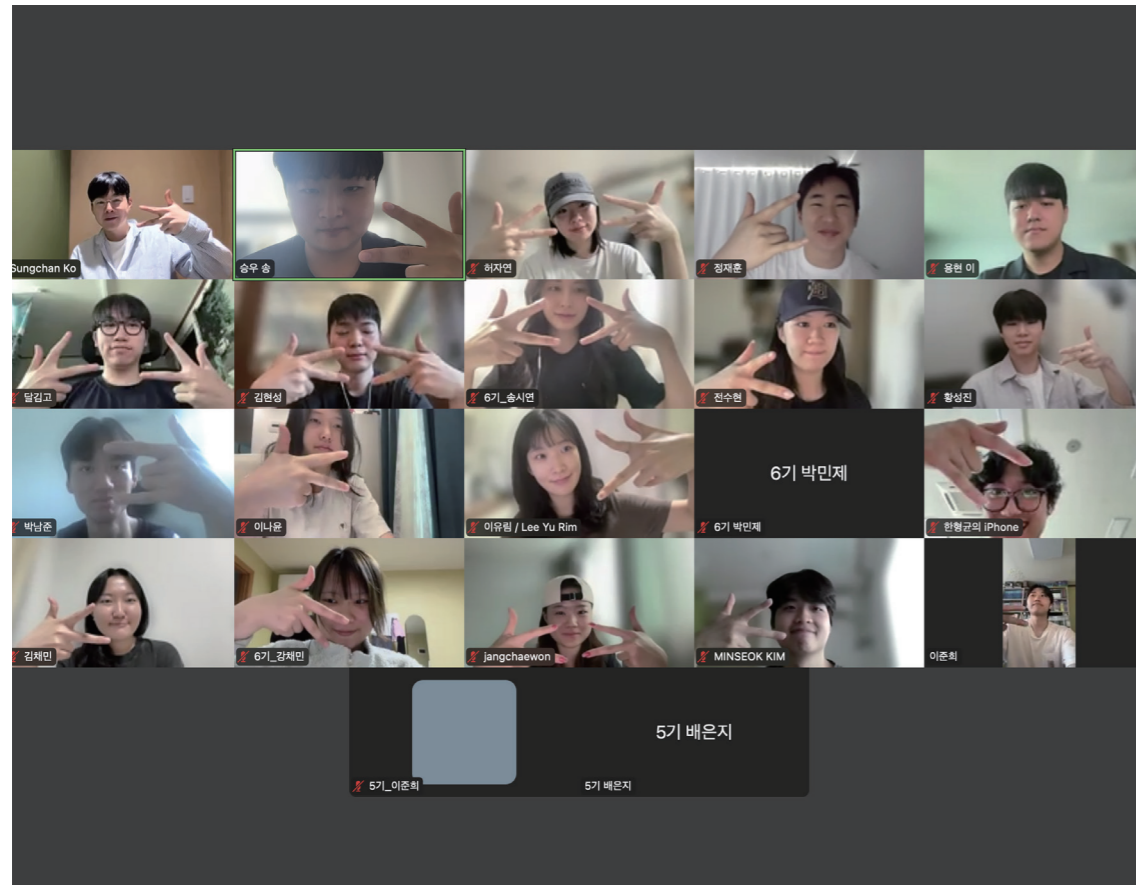 Sungchan Ko
승우 송
허자연
정재훈
용현 이
담김고
김현성
6기_송시연
전수현
황성진
박남준
이나윤
이유림 / Lee Yu Rim
6기 박민제
6기 박민제
한형균의 iPhone
김채민
6기_강채민
jangchaewon
MINSEOK KIM
이준희
5기_이준희
5기 배은지
5기 배은지